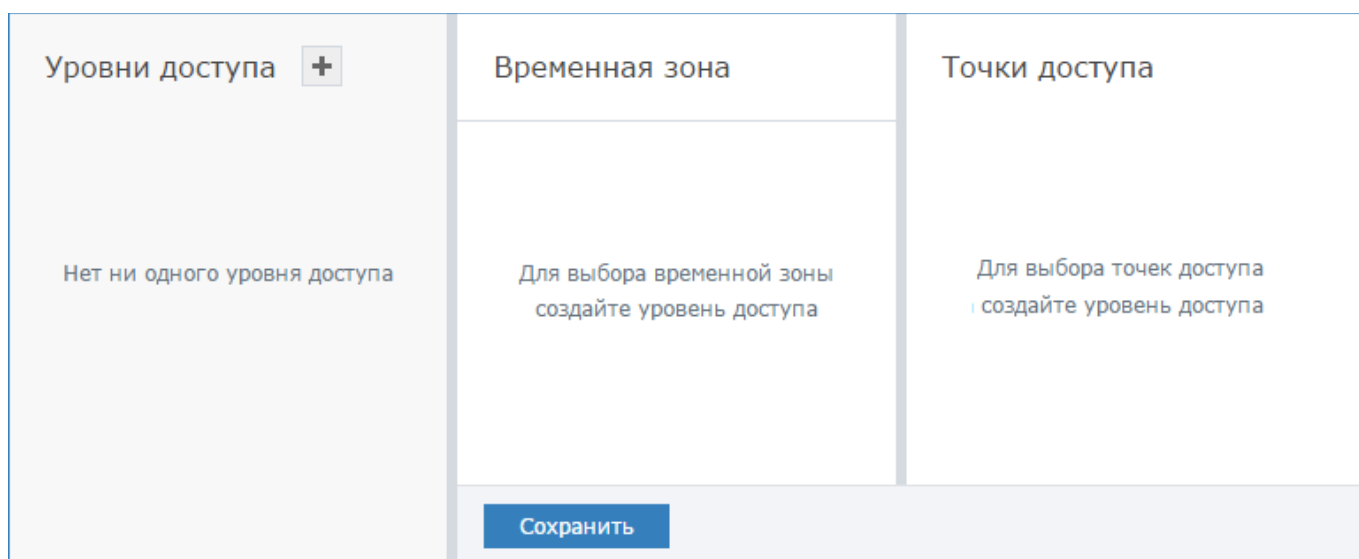 Уровни доступа
Временная зона
Точки доступа
Нет ни одного уровня доступа
Для выбора временной зоны
создайте уровень доступа
Для выбора точек доступа
создайте уровень доступа
Сохранить